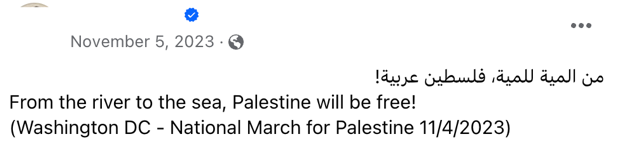 November 5, 2023 ·
من المية للمية، فلسطين عربية!
From the river to the sea, Palestine will be free!
(Washington DC - National March for Palestine 11/4/2023)